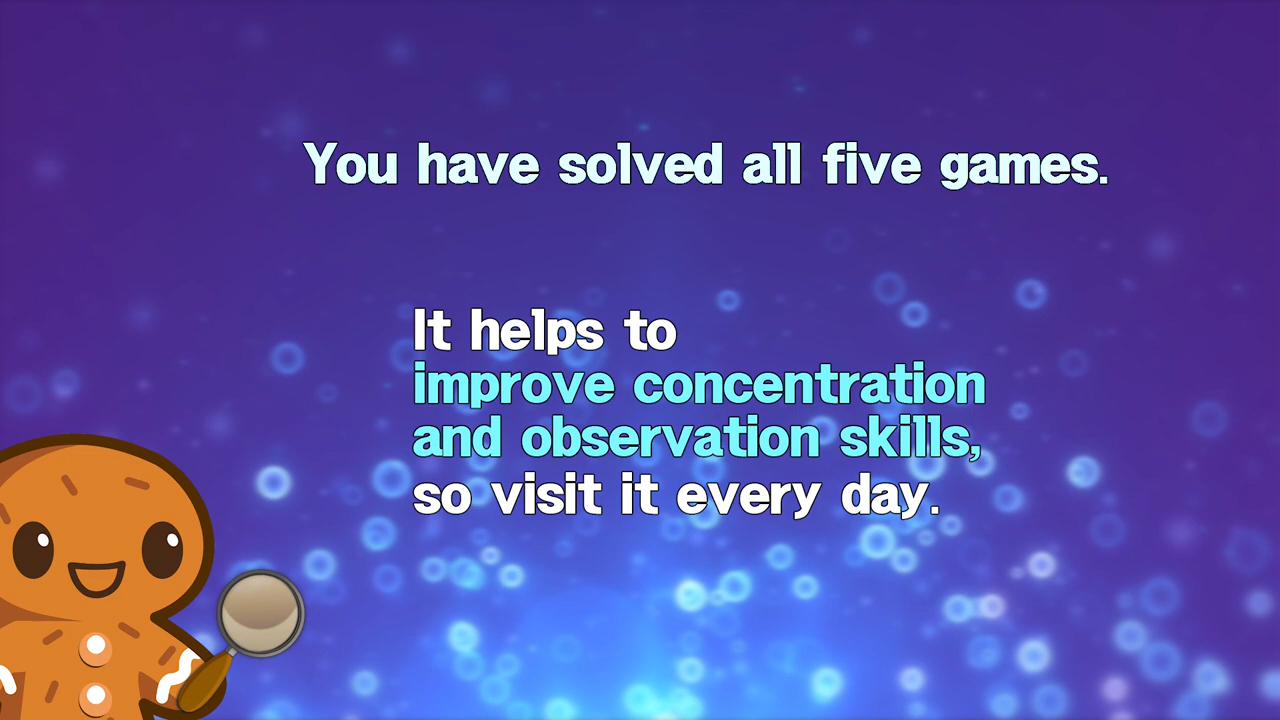 You have solved all five games.
It helps to
improve concentration
and observation skills,
so visit it every day.